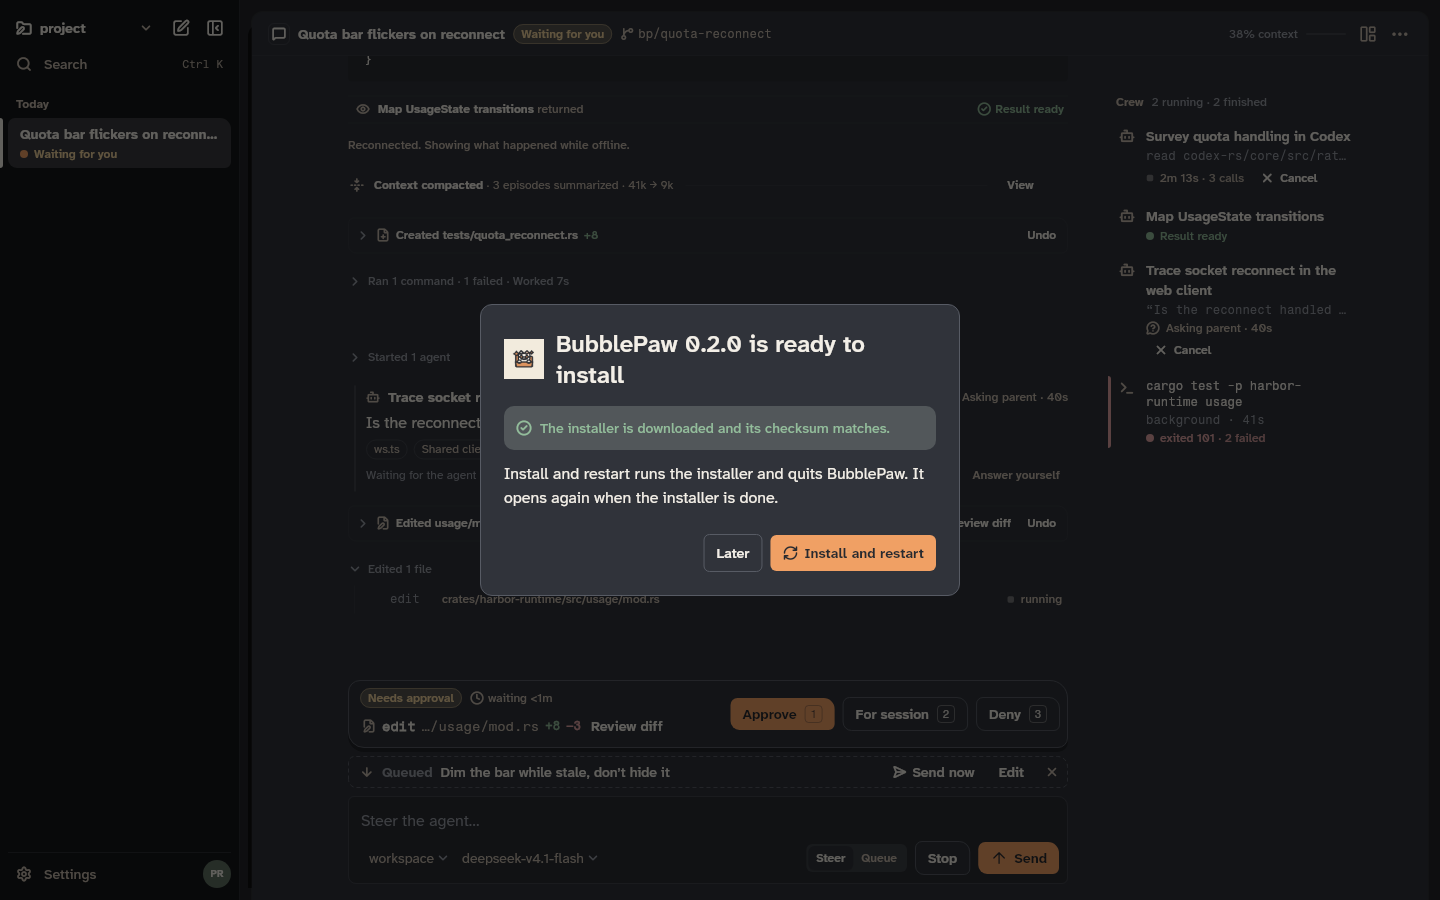 project
Search
Ctrl K
Today
Quota bar flickers on reconn...
Waiting for you
Settings
PR
Quota bar flickers on reconnect
Waiting for you
bp/quota-reconnect
38% context
}
Map UsageState transitions returned
Result ready
Reconnected. Showing what happened while offline.
Context compacted · 3 episodes summarized · 41k → 9k
View
Created tests/quota_reconnect.rs +8
Undo
Ran 1 command · 1 failed · Worked 7s
Started 1 agent
Trace socket r
Asking parent · 40s
Is the reconnect
ws.ts
Shared clie
Waiting for the agent
Answer yourself
Edited usage/m
eview diff
Undo
Edited 1 file
edit crates/harbor-runtime/src/usage/mod.rs
running
BubblePaw 0.2.0 is ready to
install
The installer is downloaded and its checksum matches.
Install and restart runs the installer and quits BubblePaw. It
opens again when the installer is done.
Later
Install and restart
Needs approval
waiting <1m
edit …/usage/mod.rs +8 −3 Review diff
Approve 1
For session 2
Deny 3
Queued Dim the bar while stale, don't hide it
Send now
Edit
Steer the agent...
workspace
deepseek-v4.1-flash
Steer
Queue
Stop
Send
Crew 2 running · 2 finished
Survey quota handling in Codex
read codex-rs/core/src/rat…
2m 13s · 3 calls
Cancel
Map UsageState transitions
Result ready
Trace socket reconnect in the
web client
“Is the reconnect handled …
Asking parent · 40s
Cancel
cargo test -p harbor-
runtime usage
background · 41s
exited 101 · 2 failed